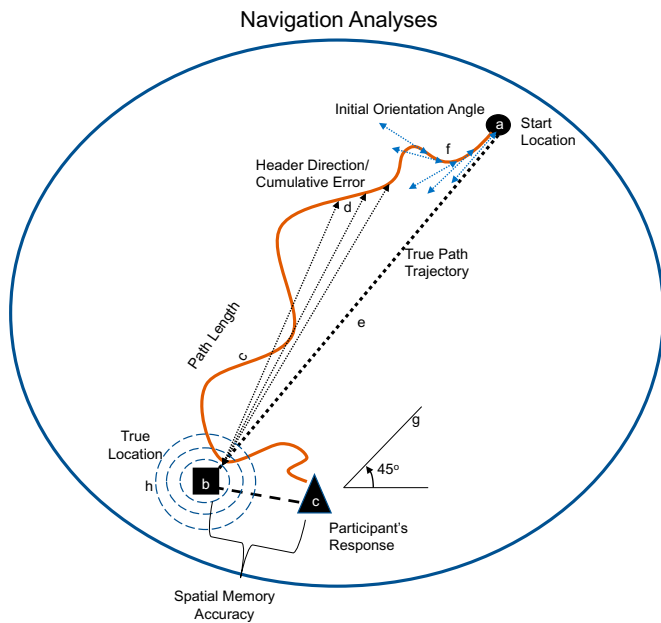 Navigation Analyses
Initial Orientation Angle
a
Start
Location
f
Header Direction/
Cumulative Error
d
True Path
Trajectory
e
Path Length
c
g
45o
True
Location
h
b
c
Participant's
Response
Spatial Memory
Accuracy